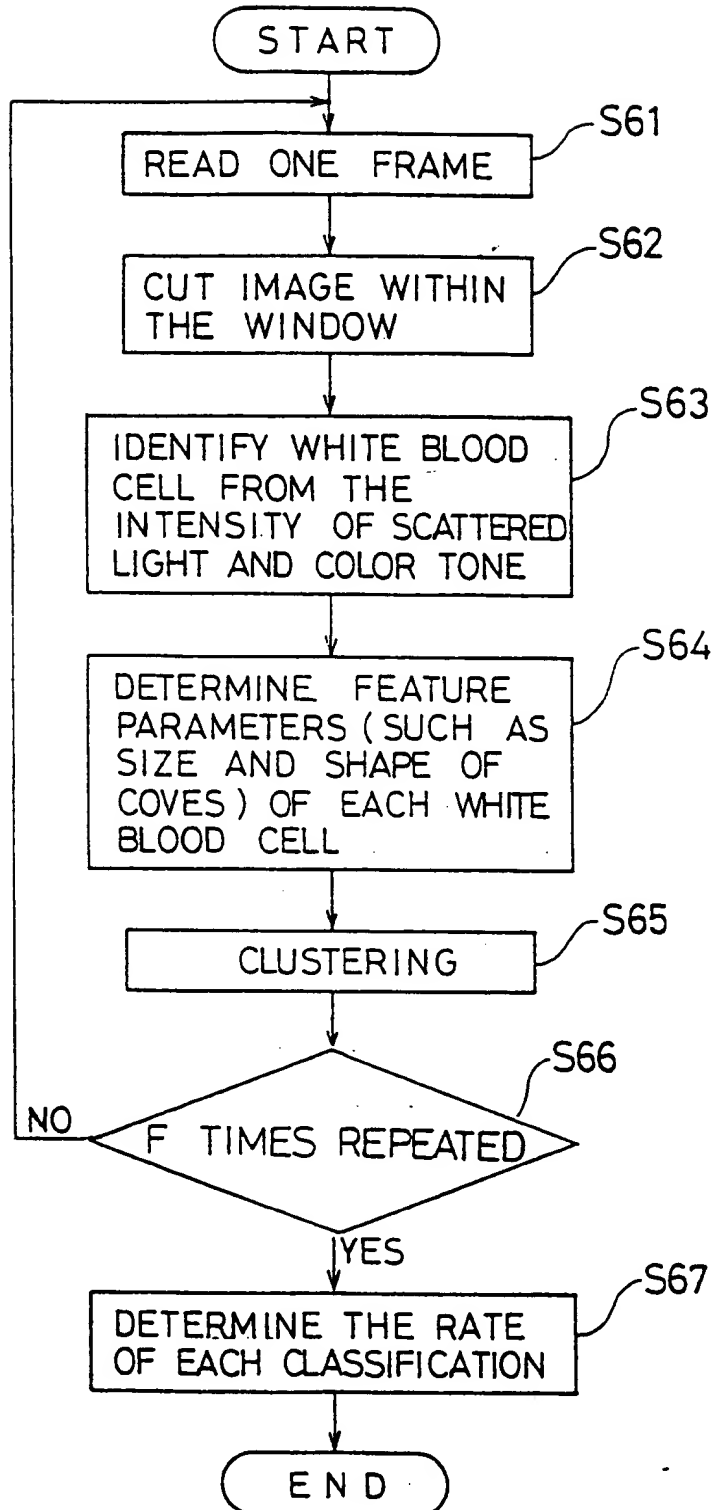 START
S61
READ ONE FRAME
S62
CUT IMAGE WITHIN
THE WINDOW
S63
IDENTIFY WHITE BLOOD
CELL FROM THE
INTENSITY OF SCATTERED
LIGHT AND COLOR TONE
S64
DETERMINE FEATURE
PARAMETERS (SUCH AS
SIZE AND SHAPE OF
COVES) OF EACH WHITE
BLOOD CELL
S65
CLUSTERING
S66
NO
F TIMES REPEATED
YES
S67
DETERMINE THE RATE
OF EACH CLASSIFICATION
END